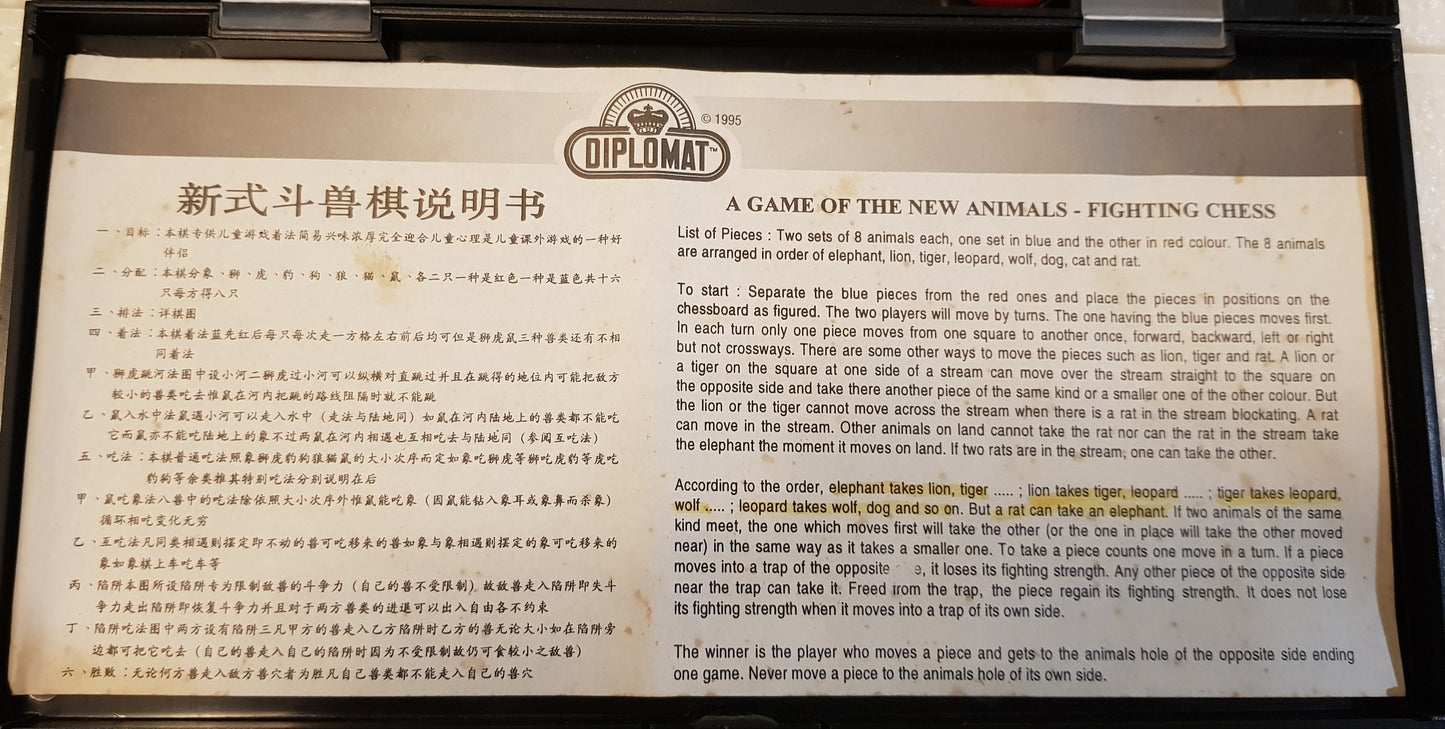 © 1995
DIPLOMAT™
新式斗兽棋说明书
一、目标：本棋专供儿童游戏着法简易兴味浓厚完全迎合儿童心理是儿童课外游戏的一种好
伴侣
二、分配：本棋分象、狮、虎、豹、狗、狼、猫、鼠、各二只一种是红色一种是蓝色共十六
只每方得八只
三、排法：详棋图
四、着法：本棋着法蓝先红后每只每次走一方格左右前后均可但是狮虎鼠三种兽类还有不相
同着法
甲、狮虎跳河法图中设小河二狮虎过小河可以纵横对直跳过并且在跳得的地位内可能把敌方
较小的兽类吃去惟鼠在河内把跳的路线阻隔时就不能跳
乙、鼠入水中法鼠遇小河可以走入水中（走法与陆地同）如鼠在河内陆地上的兽类都不能吃
它而鼠亦不能吃陆地上的象不过两鼠在河内相遇也互相吃去与陆地同（参阅互吃法）
五、吃法：本棋普通吃法照象狮虎豹狗狼猫鼠的大小次序而定如象吃狮虎等狮吃虎豹等虎吃
豹狗等余类推其特别吃法分别说明在后
甲、鼠吃象法八兽中的吃法除依照大小次序外惟鼠能吃象（因鼠能钻入象耳或象鼻而杀象）
循环相吃变化无穷
乙、互吃法凡同类相遇则摆定即不动的兽可吃移来的兽如象与象相遇则摆定的象可吃移来的
象如象棋上车吃车等
丙、陷阱本图所设陷阱专为限制敌兽的斗争力（自己的兽不受限制）故敌兽走入陷阱即失斗
争力走出陷阱即恢复斗争力并且对于两方兽类的进退可以出入自由各不约束
丁、陷阱吃法图中两方设有陷阱三凡甲方的兽走入乙方陷阱时乙方的兽无论大小如在陷阱旁
边都可把它吃去（自己的兽走入自己的陷阱时因为不受限制故仍可食较小之敌兽）
六、胜败：无论何方兽走入敌方兽穴者为胜凡自己兽类都不能走入自己的兽穴
A GAME OF THE NEW ANIMALS - FIGHTING CHESS
List of Pieces : Two sets of 8 animals each, one set in blue and the other in red colour. The 8 animals
are arranged in order of elephant, lion, tiger, leopard, wolf, dog, cat and rat.
To start : Separate the blue pieces from the red ones and place the pieces in positions on the
chessboard as figured. The two players will move by turns. The one having the blue pieces moves first.
In each turn only one piece moves from one square to another once, forward, backward, left or right
but not crossways. There are some other ways to move the pieces such as lion, tiger and rat. A lion or
a tiger on the square at one side of a stream can move over the stream straight to the square on
the opposite side and take there another piece of the same kind or a smaller one of the other colour. But
the lion or the tiger cannot move across the stream when there is a rat in the stream blockating. A rat
can move in the stream. Other animals on land cannot take the rat nor can the rat in the stream take
the elephant the moment it moves on land. If two rats are in the stream, one can take the other.
According to the order, elephant takes lion, tiger ..... ; lion takes tiger, leopard ..... ; tiger takes leopard,
wolf ..... ; leopard takes wolf, dog and so on. But a rat can take an elephant. If two animals of the same
kind meet, the one which moves first will take the other (or the one in place will take the other moved
near) in the same way as it takes a smaller one. To take a piece counts one move in a turn. If a piece
moves into a trap of the opposite , it loses its fighting strength. Any other piece of the opposite side
near the trap can take it. Freed from the trap, the piece regain its fighting strength. It does not lose
its fighting strength when it moves into a trap of its own side.
The winner is the player who moves a piece and gets to the animals hole of the opposite side ending
one game. Never move a piece to the animals hole of its own side.